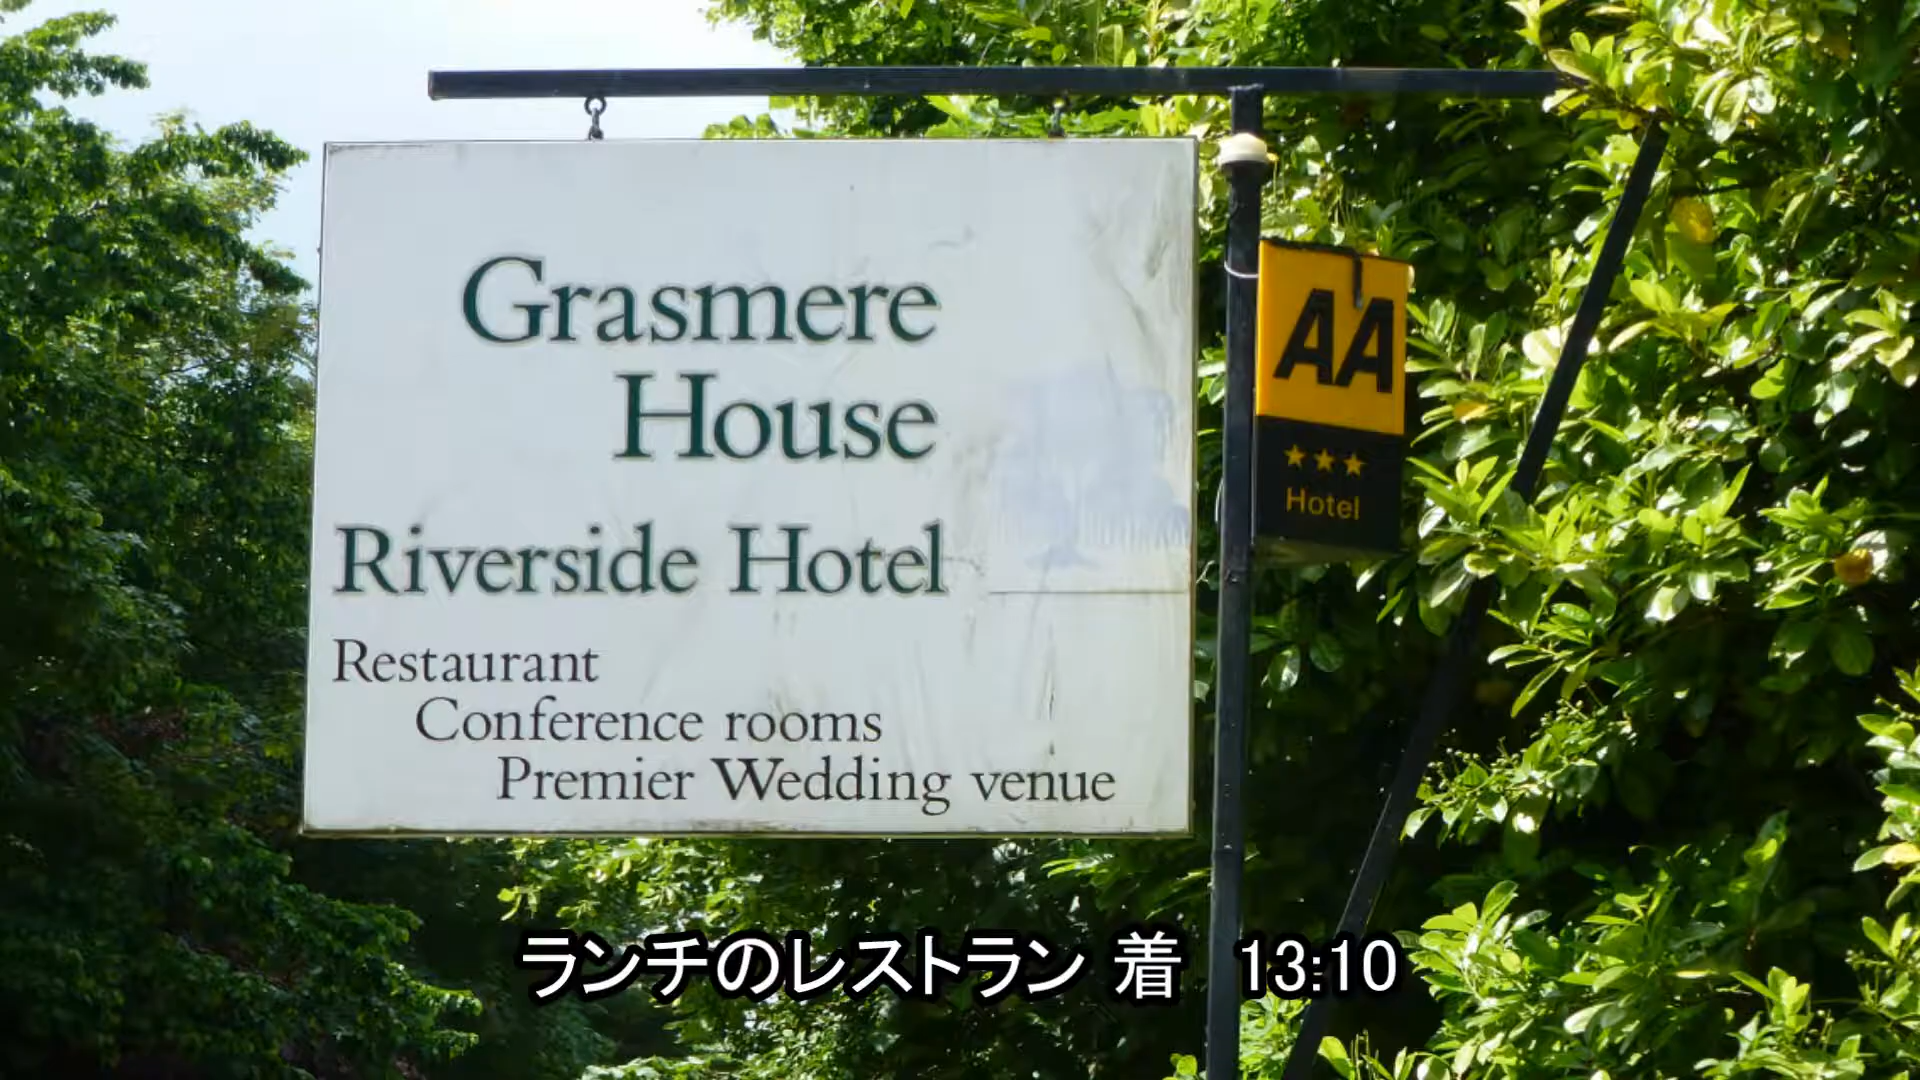 Grasmere
House
Riverside Hotel
Restaurant
Conference rooms
Premier Wedding venue
AA
★★★
Hotel
ランチのレストラン 着　13:10